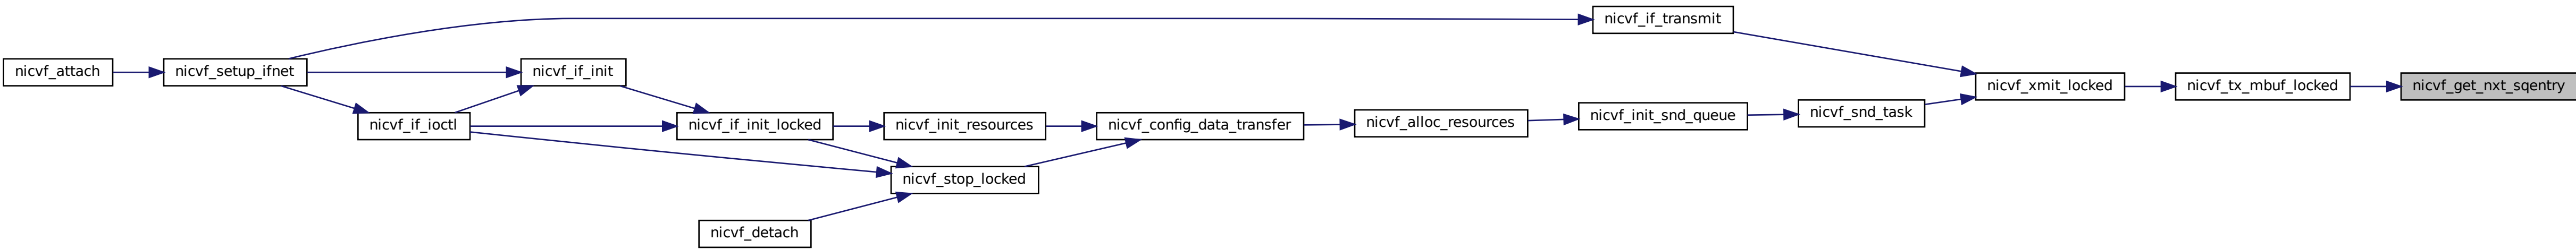 nicvf_if_transmit
nicvf_attach
nicvf_setup_ifnet
nicvf_if_init
nicvf_xmit_locked
nicvf_tx_mbuf_locked
nicvf_get_nxt_sqentry
nicvf_if_ioctl
nicvf_if_init_locked
nicvf_init_resources
nicvf_config_data_transfer
nicvf_alloc_resources
nicvf_init_snd_queue
nicvf_snd_task
nicvf_stop_locked
nicvf_detach